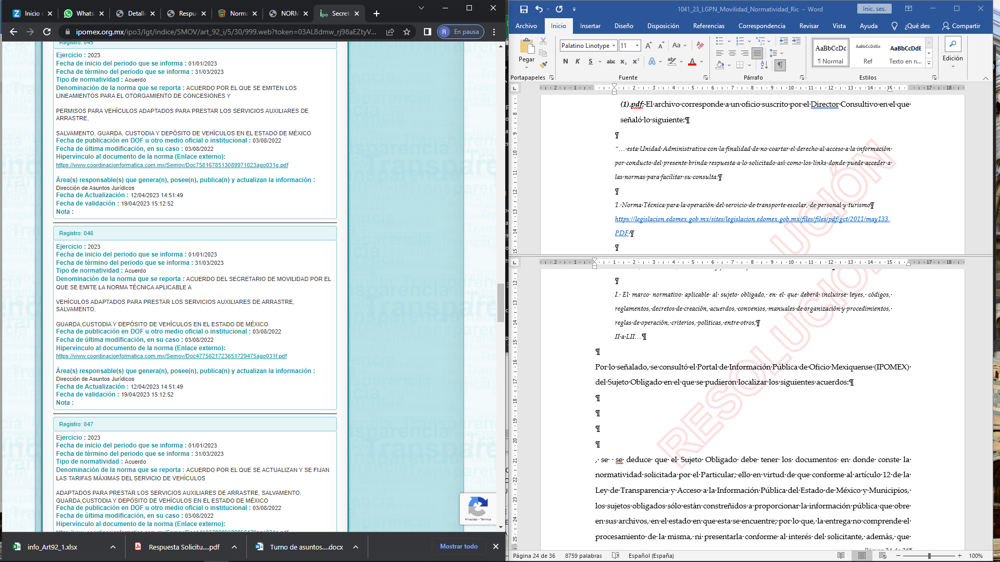 Inicio
Whats
Detalle
Respu
Norma
NORM
Secret
ipomex.org.mx/ipo3/lgt/indice/SMOV/art_92_i/5/30/999.web?token=03AL8dmw_rj98aEZtyV...
R En pausa
Registro: 045
Ejercicio : 2023
Fecha de inicio del periodo que se informa : 01/01/2023
Fecha de término del periodo que se informa : 31/03/2023
Tipo de normatividad : Acuerdo
Denominación de la norma que se reporta : ACUERDO POR EL QUE SE EMITEN LOS
LINEAMIENTOS PARA EL OTORGAMIENTO DE CONCESIONES Y
PERMISOS PARA VEHÍCULOS ADAPTADOS PARA PRESTAR LOS SERVICIOS AUXILIARES DE
ARRASTRE,
SALVAMENTO, GUARDA, CUSTODIA Y DEPÓSITO DE VEHÍCULOS EN EL ESTADO DE MÉXICO
Fecha de publicación en DOF u otro medio oficial o institucional : 03/08/2022
Fecha de última modificación, en su caso : 03/08/2022
Hipervínculo al documento de la norma (Enlace externo):
https://www.coordinacionformatica.com.mx/Semov/Doc7581678513089971023ago031g.pdf
Área(s) responsable(s) que genera(n), posee(n), publica(n) y actualizan la información :
Dirección de Asuntos Jurídicos
Fecha de Actualización : 12/04/2023 14:51:49
Fecha de validación : 19/04/2023 15:12:52
Nota :
Registro: 046
Ejercicio : 2023
Fecha de inicio del periodo que se informa : 01/01/2023
Fecha de término del periodo que se informa : 31/03/2023
Tipo de normatividad : Acuerdo
Denominación de la norma que se reporta : ACUERDO DEL SECRETARIO DE MOVILIDAD POR EL
QUE SE EMITE LA NORMA TÉCNICA APLICABLE A
VEHÍCULOS ADAPTADOS PARA PRESTAR LOS SERVICIOS AUXILIARES DE ARRASTRE,
SALVAMENTO,
GUARDA,CUSTODIA Y DEPÓSITO DE VEHÍCULOS EN EL ESTADO DE MÉXICO.
Fecha de publicación en DOF u otro medio oficial o institucional : 03/08/2022
Fecha de última modificación, en su caso : 03/08/2022
Hipervínculo al documento de la norma (Enlace externo):
https://www.coordinacionformatica.com.mx/Semov/Doc4775621723651729475ago031f.pdf
Área(s) responsable(s) que genera(n), posee(n), publica(n) y actualizan la información :
Dirección de Asuntos Jurídicos
Fecha de Actualización : 12/04/2023 14:51:49
Fecha de validación : 19/04/2023 15:12:52
Nota :
Registro: 047
Ejercicio : 2023
Fecha de inicio del periodo que se informa : 01/01/2023
Fecha de término del periodo que se informa : 31/03/2023
Tipo de normatividad : Acuerdo
Denominación de la norma que se reporta : ACUERDO POR EL QUE SE ACTUALIZAN Y SE FIJAN
LAS TARIFAS MÁXIMAS DEL SERVICIO DE VEHÍCULOS
ADAPTADOS PARA PRESTAR LOS SERVICIOS AUXILIARES DE ARRASTRE, SALVAMENTO,
GUARDA,CUSTODIA Y DEPÓSITO DE VEHÍCULOS EN EL ESTADO DE MÉXICO
Fecha de publicación en DOF u otro medio oficial o institucional : 03/08/2022
Fecha de última modificación, en su caso : 03/08/2022
Hipervínculo al documento de la norma (Enlace externo):
Privacidad - Términos
info_Art92_1.xlsx
Respuesta Solicitu....pdf
Turno de asuntos....docx
Mostrar todo
1041_23_LGPN_Movilidad_Normatividad_Ric - Word
Inic. ses.
Archivo Inicio Insertar Diseño Disposición Referencias Correspondencia Revisar Vista Ayuda ¿Qué des Compartir
Pegar
Palatino Linotype 11
N K S abc x₂ x²
AaBbCcDd ¶ Normal
AaBbCcDdEe Ref
AaBbCcDdE Texto en n...
Edición
Portapapeles Fuente Párrafo Estilos
(1).pdf: El archivo corresponde a un oficio suscrito por el Director Consultivo en el que
señaló lo siguiente:¶
¶
“… esta Unidad Administrativa con la finalidad de no coartar el derecho al acceso a la información
por conducto del presente brinda respuesta a lo solicitado así como los links donde puede acceder a
las normas para facilitar su consulta:¶
¶
1. Norma Técnica para la operación del servicio de transporte escolar, de personal y turismo¶
https://legislacion.edomex.gob.mx/sites/legislacion.edomex.gob.mx/files/files/pdf/gct/2011/may133.
PDF ¶
¶
¶
I. El marco normativo aplicable al sujeto obligado, en el que deberá incluirse leyes, códigos,
reglamentos, decretos de creación, acuerdos, convenios, manuales de organización y procedimientos,
reglas de operación, criterios, políticas, entre otros;¶
II a LII…¶
¶
Por lo señalado, se consultó el Portal de Información Pública de Oficio Mexiquense (IPOMEX)
del Sujeto Obligado en el que se pudieron localizar los siguientes acuerdos:¶
¶
¶
¶
¶
, se se deduce que el Sujeto Obligado debe tener los documentos en donde conste la
normatividad solicitada por el Particular; ello en virtud de que conforme al artículo 12 de la
Ley de Transparencia y Acceso a la Información Pública del Estado de México y Municipios,
los sujetos obligados sólo están constreñidos a proporcionar la información pública que obre
en sus archivos, en el estado en que esta se encuentre; por lo que, la entrega no comprende el
procesamiento de la misma, ni presentarla conforme al interés del solicitante, además, que
RESOLUCIÓN
Página 24 de 36 8759 palabras Español (España) 100%